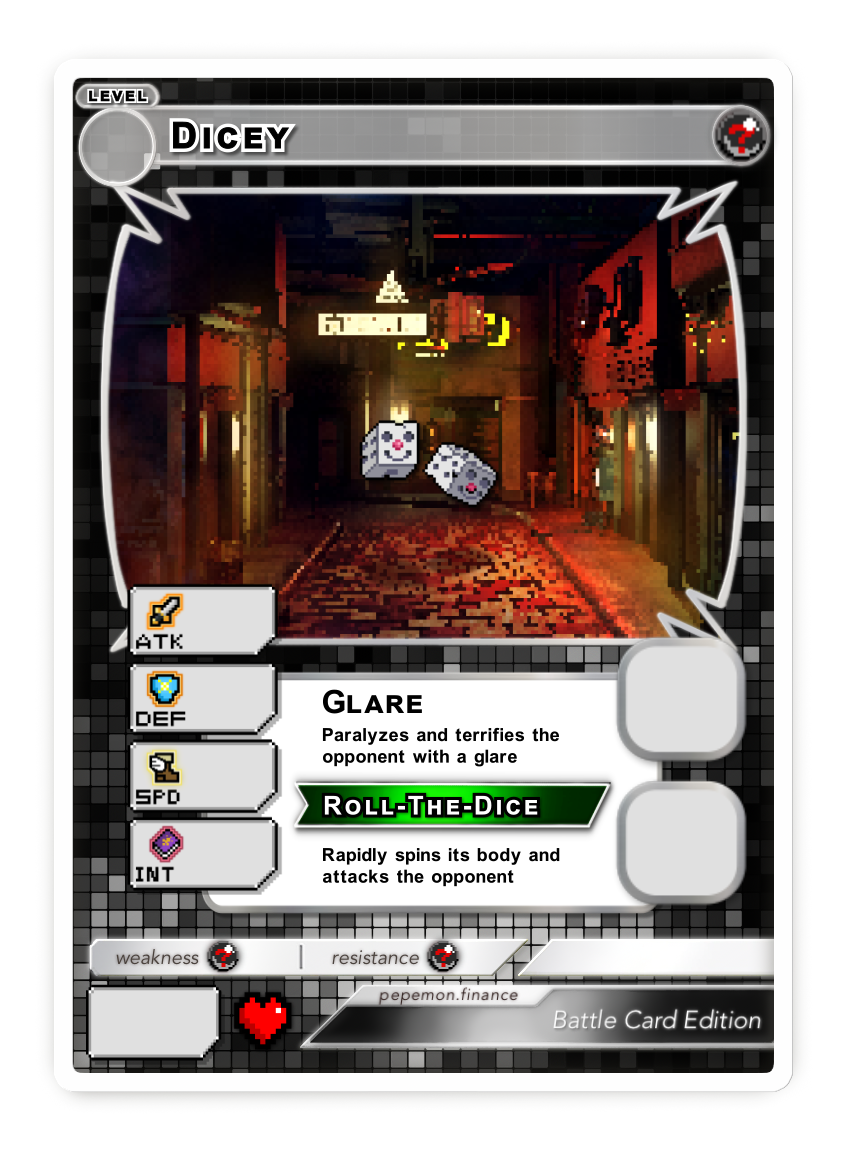 LEVEL
DICEY
?
ATK
DEF
SPD
INT
GLARE
Paralyzes and terrifies the
opponent with a glare
ROLL-THE-DICE
Rapidly spins its body and
attacks the opponent
weakness ? | resistance ?
pepemon.finance
Battle Card Edition